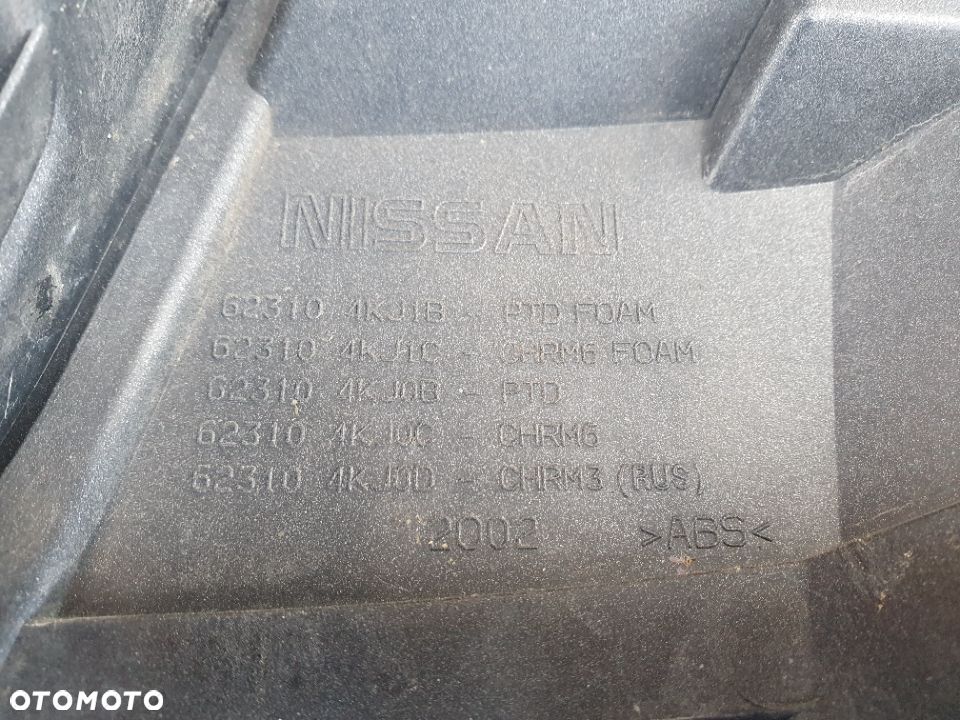 NISSAN
62310 4KJ1B - PTD FOAM
62310 4KJ1C - CHRM6 FOAM
62310 4KJ0B - PTD
62310 4KJ0C - CHRM6
62310 4KJ0D - CHRM3 (RUS)
2002 >ABS<
OTOMOTO